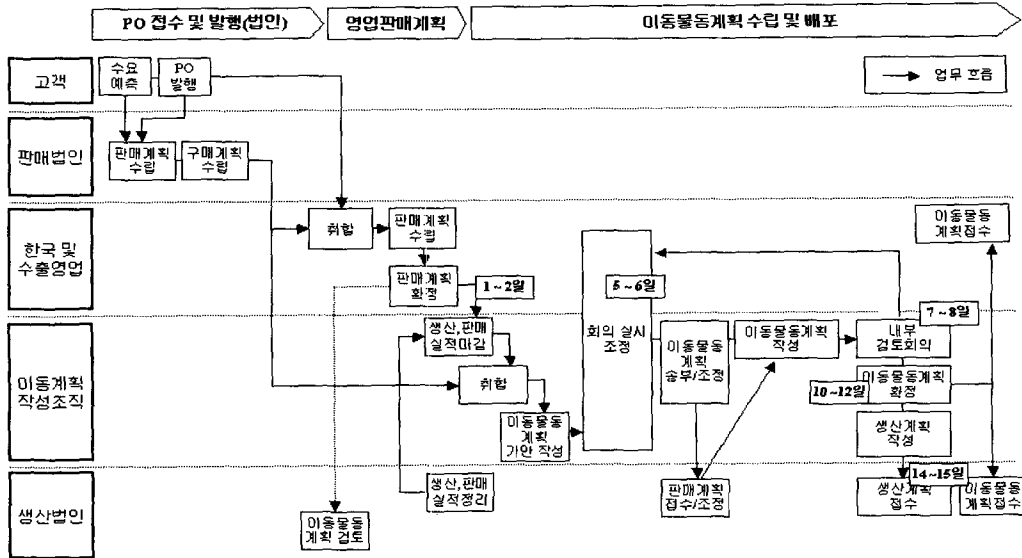 PO 접수 및 발행(법인)
영업판매계획
이동물동계획 수립 및 배포
고객
수요
예측
PO
발행
업무 흐름
판매법인
판매계획
수립
구매계획
수립
한국 및
수출영업
취합
판매계획
수립
이동물동
계획접수
판매계획
확정
1~2일
5~6일
7~8일
이동계획
작성조직
생산,판매
실적마감
회의 실시
조정
이동물동
계획
송부/조정
이동물동계획
작성
내부
검토회의
취합
10~12일
이동물동계획
확정
이동물동
계획
가안 작성
생산계획
작성
생산법인
생산,판매
실적정리
판매계획
접수/조정
14~15일
생산계획
접수
이동물동
계획접수
이동물동
계획 검토